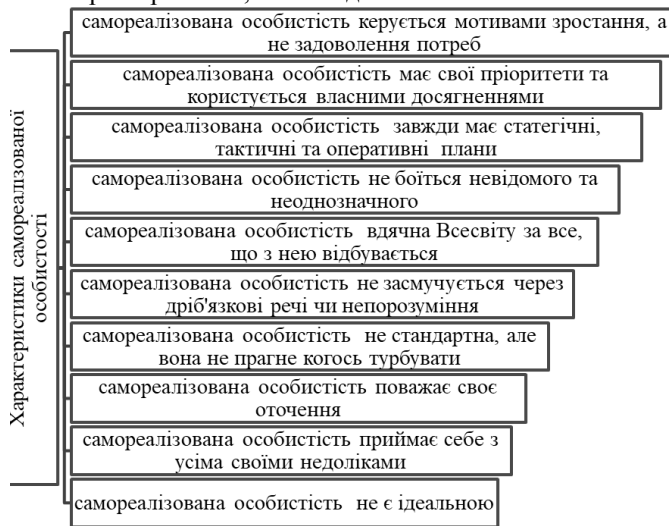 Характеристики самореалізованої
особистості
самореалізована особистість керується мотивами зростання, а
не задоволення потреб
самореалізована особистість має свої пріоритети та
користується власними досягненнями
самореалізована особистість завжди має статегічні,
тактичні та оперативні плани
самореалізована особистість не боїться невідомого та
неоднозначного
самореалізована особистість вдячна Всесвіту за все,
що з нею відбувається
самореалізована особистість не засмучується через
дріб'язкові речі чи непорозуміння
самореалізована особистість не стандартна, але
вона не прагне когось турбувати
самореалізована особистість поважає своє
оточення
самореалізована особистість приймає себе з
усіма своїми недоліками
самореалізована особистість не є ідеальною